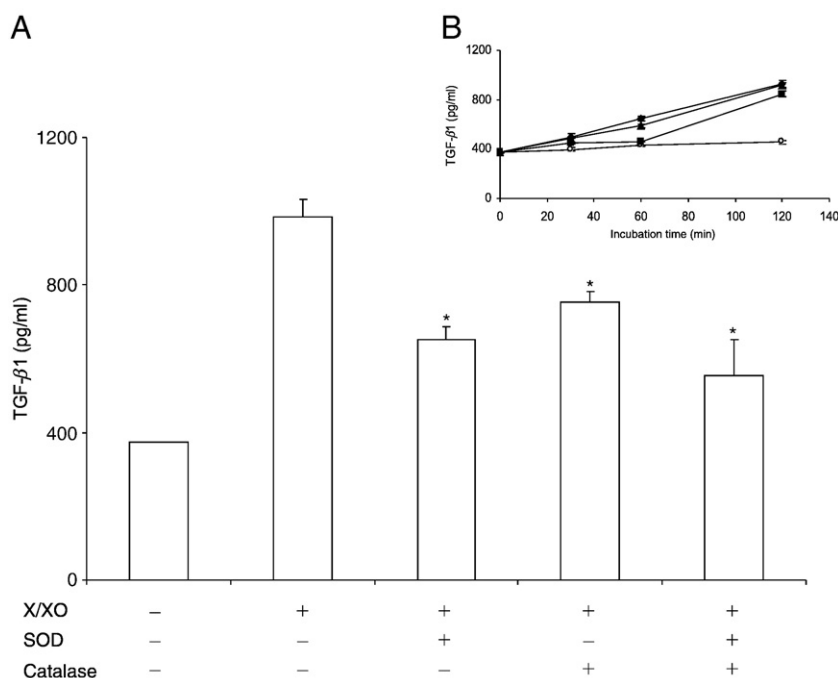 A
B
1200
800
400
0
TGF-β1 (pg/ml)
0 20 40 60 80 100 120 140
Incubation time (min)
1200
800
400
0
TGF-β1 (pg/ml)
*
*
*
X/XO – + + + +
SOD – – + – +
Catalase – – – + +